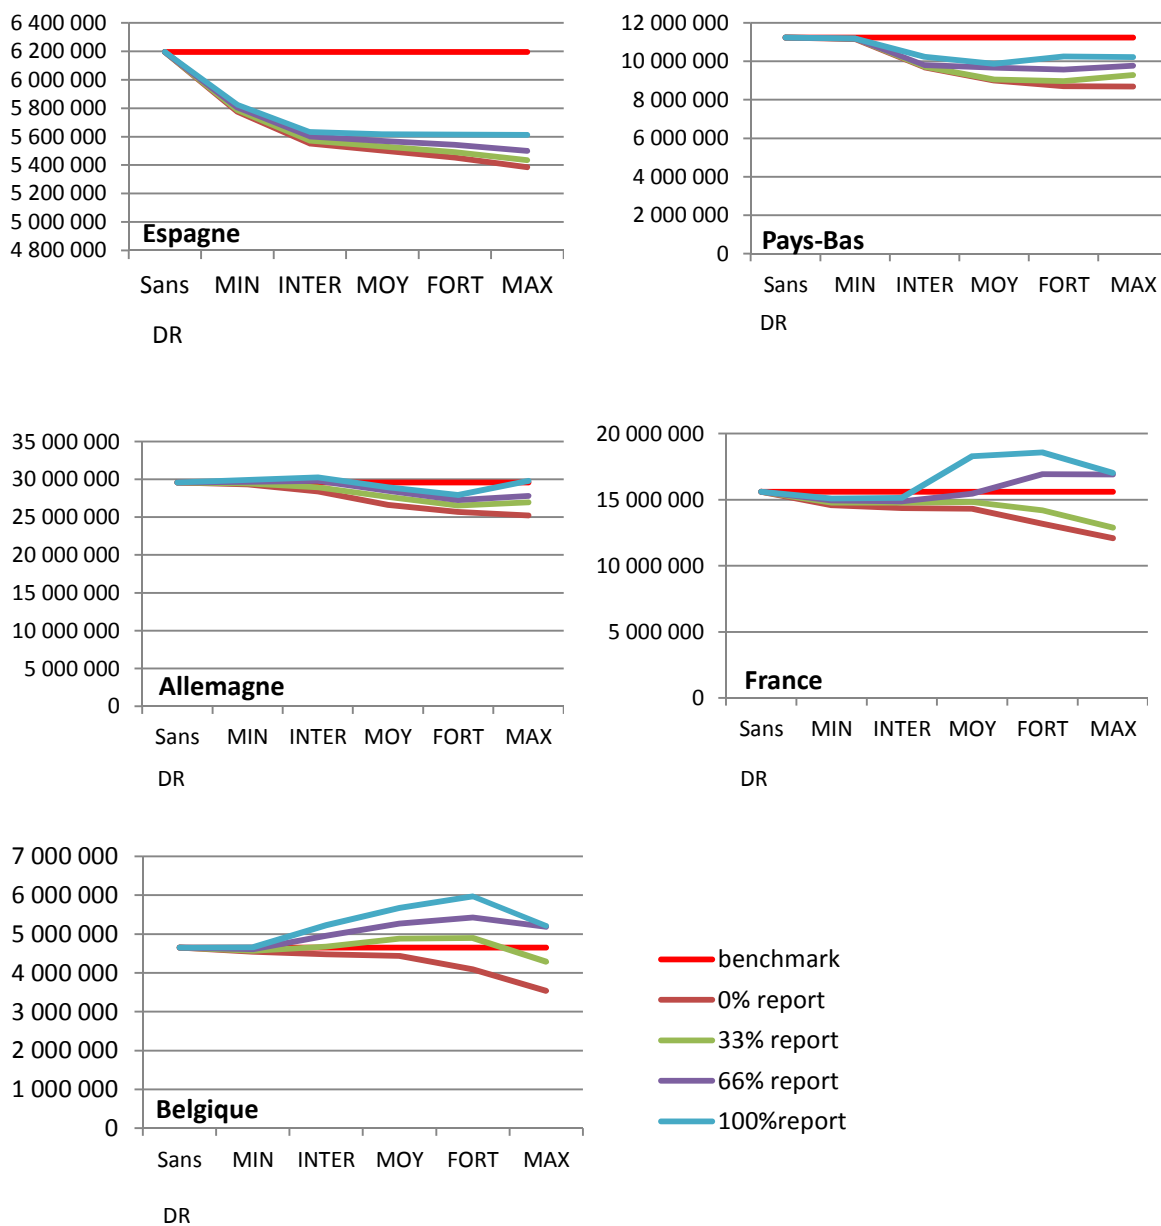 6 400 000
6 200 000
6 000 000
5 800 000
5 600 000
5 400 000
5 200 000
5 000 000
4 800 000
Espagne
Sans MIN INTER MOY FORT MAX
DR
12 000 000
10 000 000
8 000 000
6 000 000
4 000 000
2 000 000
0
Pays-Bas
Sans MIN INTER MOY FORT MAX
DR
35 000 000
30 000 000
25 000 000
20 000 000
15 000 000
10 000 000
5 000 000
0
Allemagne
Sans MIN INTER MOY FORT MAX
DR
20 000 000
15 000 000
10 000 000
5 000 000
0
France
Sans MIN INTER MOY FORT MAX
DR
7 000 000
6 000 000
5 000 000
4 000 000
3 000 000
2 000 000
1 000 000
0
Belgique
Sans MIN INTER MOY FORT MAX
DR
benchmark
0% report
33% report
66% report
100%report